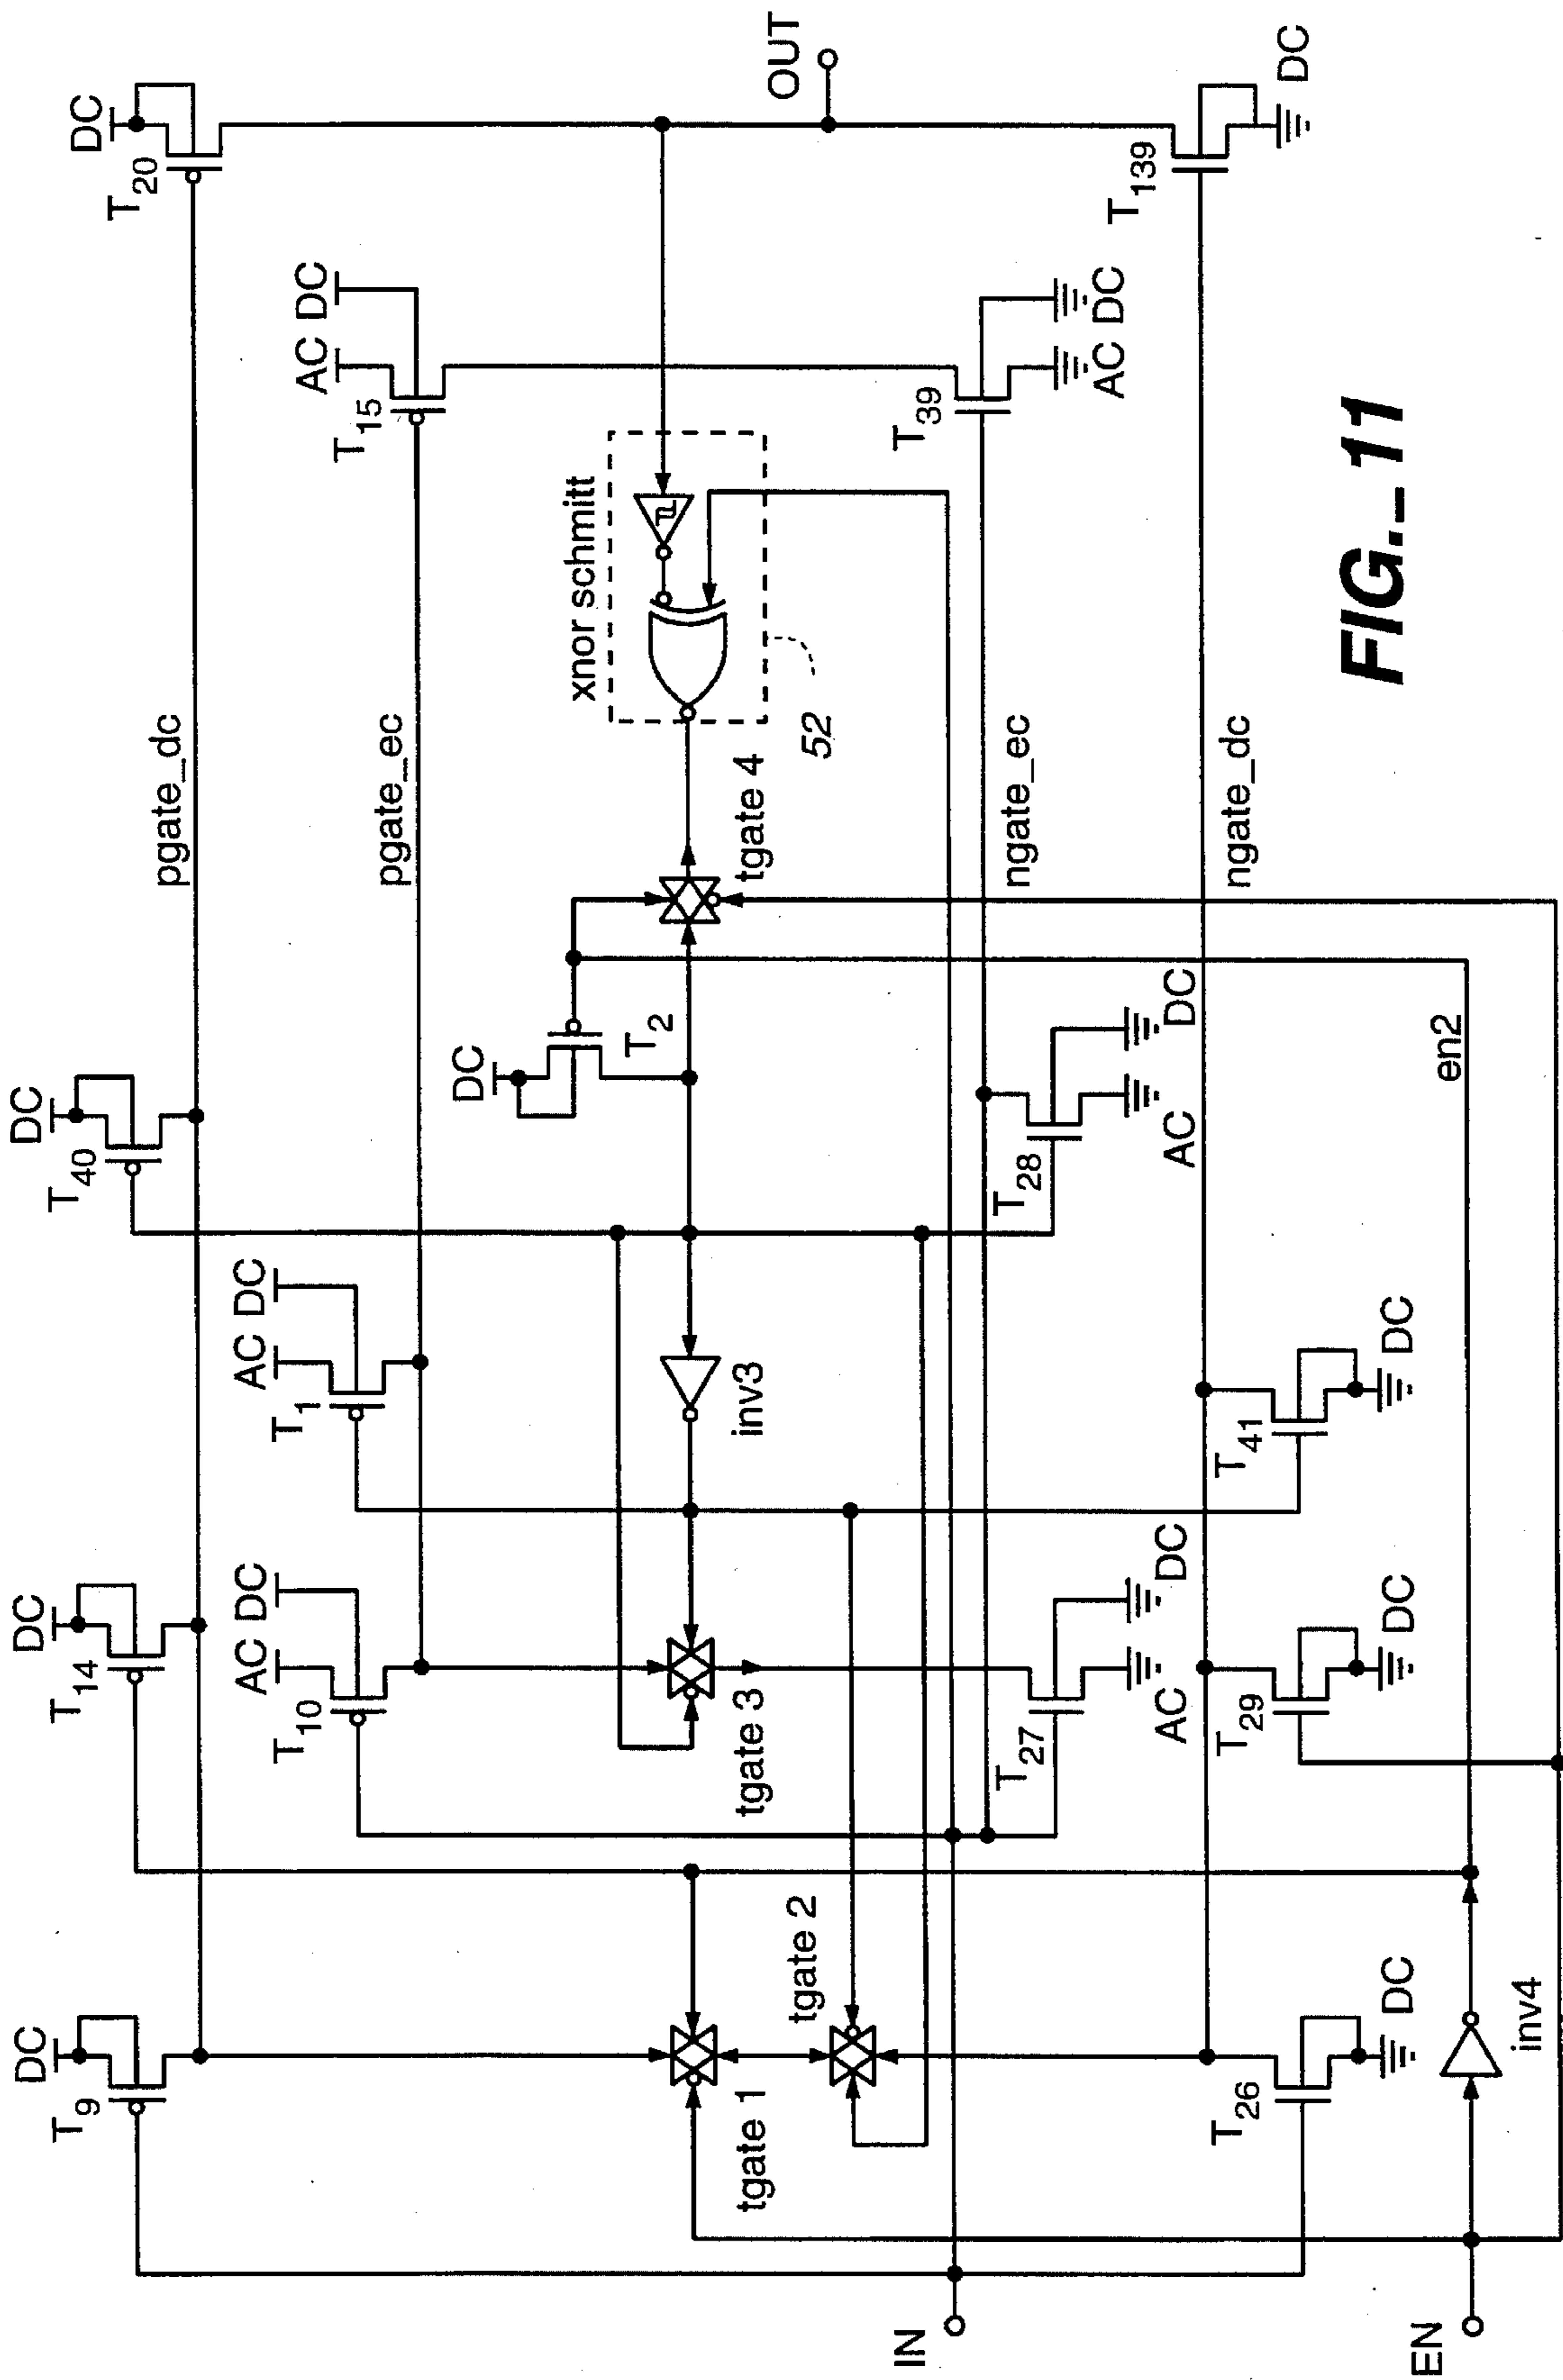 DC
T9
DC
T14
DC
T40
DC
T20
pgate_dc
AC DC
T10
AC DC
T1
pgate_ec
AC DC
T15
DC
T2
xnor schmitt
52
OUT
tgate 1
tgate 2
tgate 3
inv3
tgate 4
IN
T27
AC
DC
T28
AC
DC
ngate_ec
T39
AC DC
T26
DC
T29
DC
T41
DC
ngate_dc
T139
DC
EN
inv4
en2
FIG._11